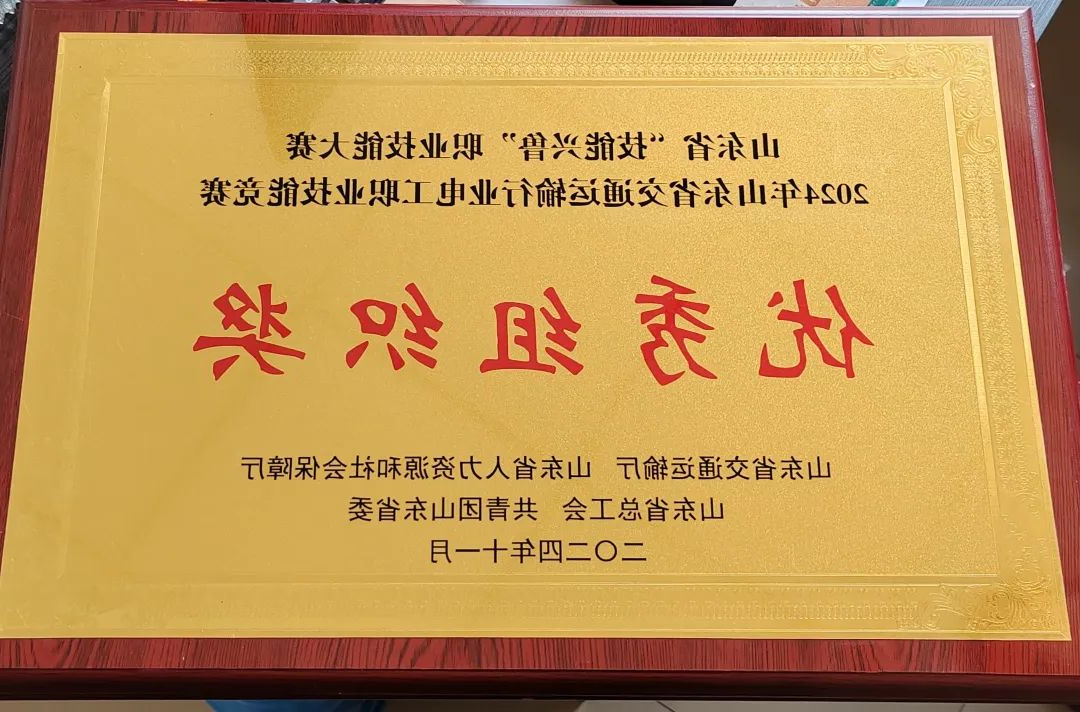 山东省“技能兴鲁”职业技能大赛
2024年山东省交通运输行业电工职业技能竞赛
优秀组织奖
山东省交通运输厅 山东省人力资源和社会保障厅
山东省总工会 共青团山东省委
二〇二四年十一月